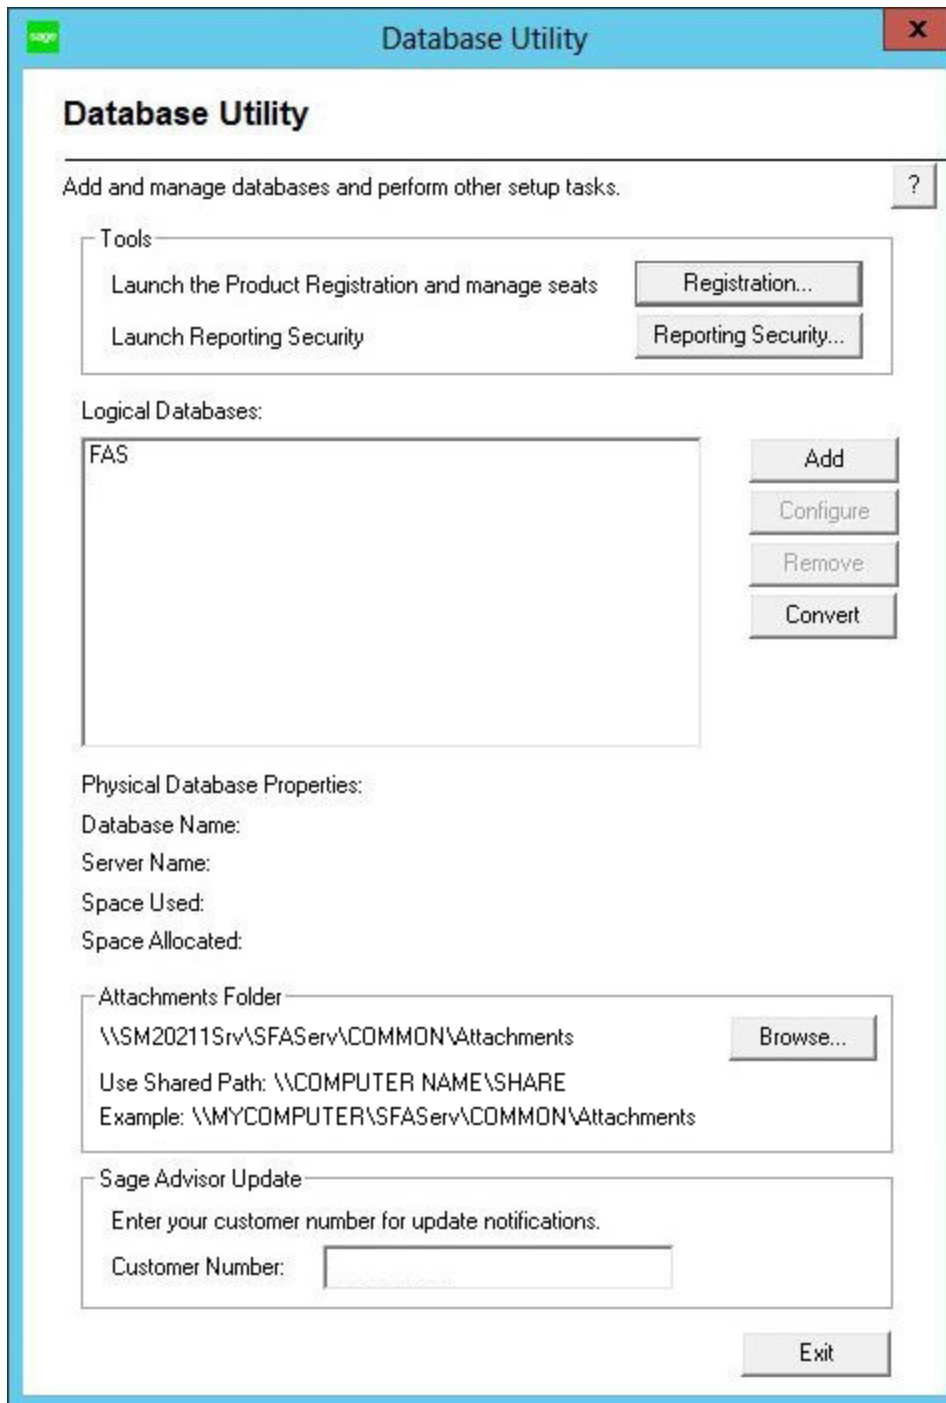 sage
Database Utility
x
Database Utility
Add and manage databases and perform other setup tasks.
?
Tools
Launch the Product Registration and manage seats
Registration...
Launch Reporting Security
Reporting Security...
Logical Databases:
FAS
Add
Configure
Remove
Convert
Physical Database Properties:
Database Name:
Server Name:
Space Used:
Space Allocated:
Attachments Folder
\\SM20211Srv\SFAServ\COMMON\Attachments
Browse...
Use Shared Path: \\COMPUTER NAME\SHARE
Example: \\MYCOMPUTER\SFAServ\COMMON\Attachments
Sage Advisor Update
Enter your customer number for update notifications.
Customer Number:
Exit